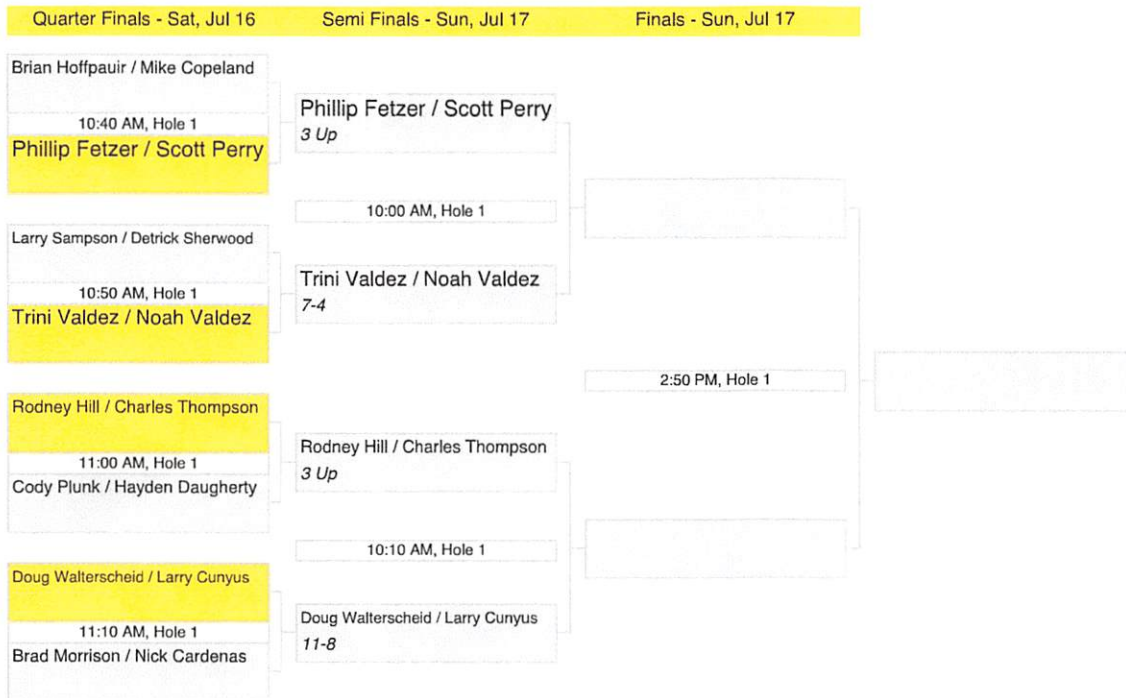 Quarter Finals - Sat, Jul 16
Semi Finals - Sun, Jul 17
Finals - Sun, Jul 17
Brian Hoffpauir / Mike Copeland
10:40 AM, Hole 1
Phillip Fetzer / Scott Perry
Larry Sampson / Detrick Sherwood
10:50 AM, Hole 1
Trini Valdez / Noah Valdez
Rodney Hill / Charles Thompson
11:00 AM, Hole 1
Cody Plunk / Hayden Daugherty
Doug Walterscheid / Larry Cunyus
11:10 AM, Hole 1
Brad Morrison / Nick Cardenas
Phillip Fetzer / Scott Perry
3 Up
10:00 AM, Hole 1
Trini Valdez / Noah Valdez
7-4
Rodney Hill / Charles Thompson
3 Up
10:10 AM, Hole 1
Doug Walterscheid / Larry Cunyus
11-8
2:50 PM, Hole 1